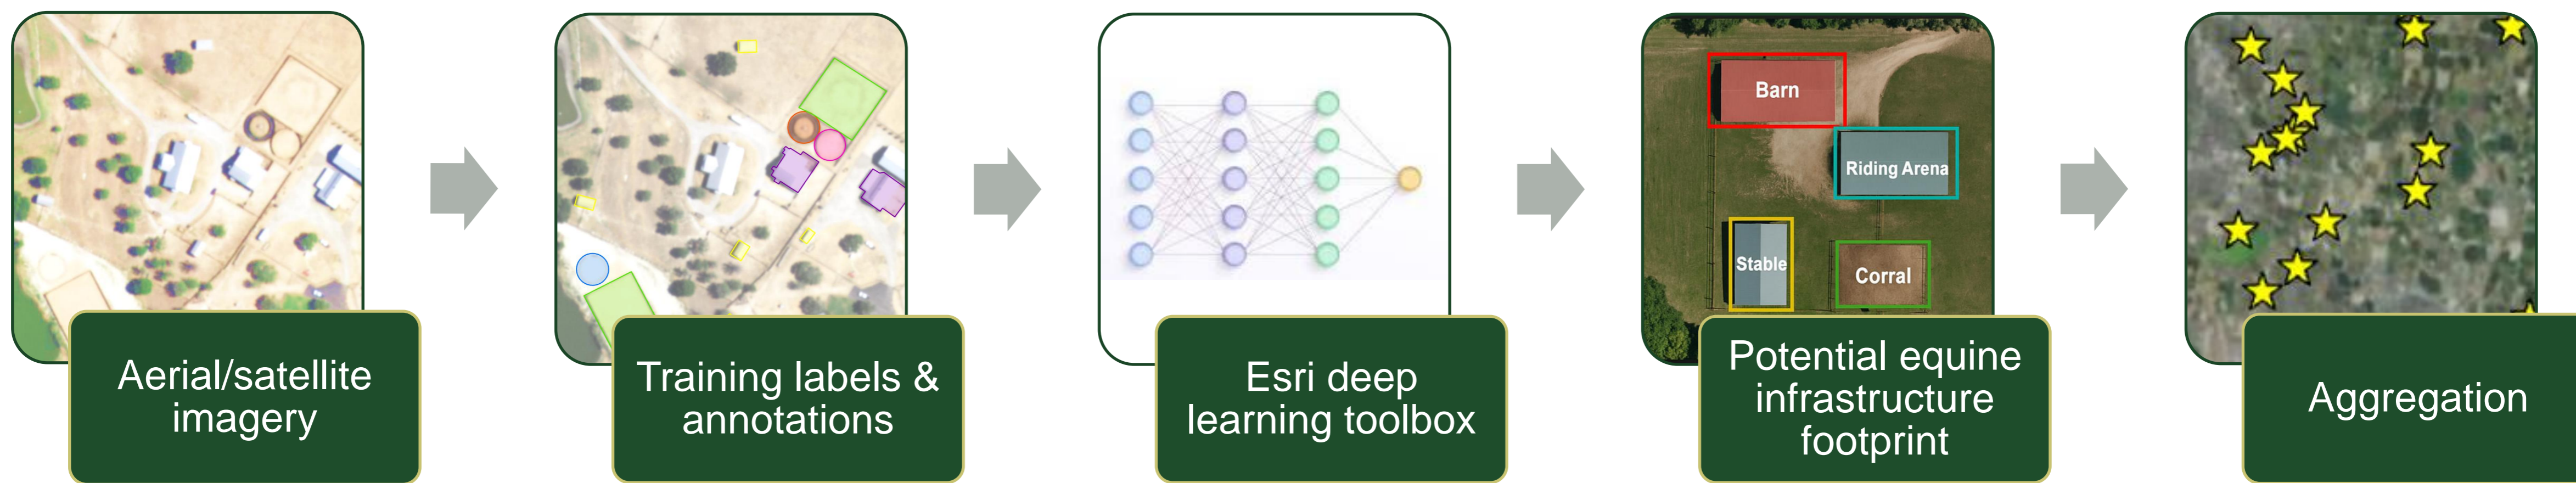 Barn
Riding Arena
Stable
Corral
Aerial/satellite
imagery
Training labels &
annotations
Esri deep
learning toolbox
Potential equine
infrastructure
footprint
Aggregation